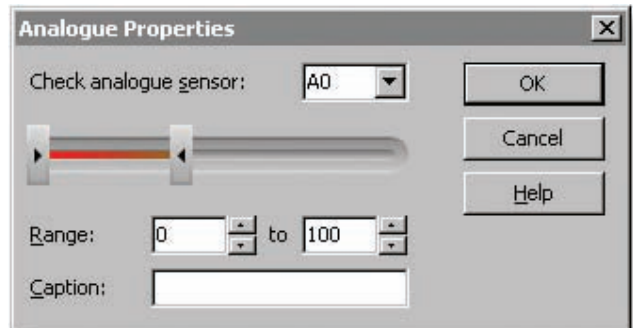 Analogue Properties
Check analogue sensor: A0
OK
Cancel
Help
Range: 0 to 100
Caption: